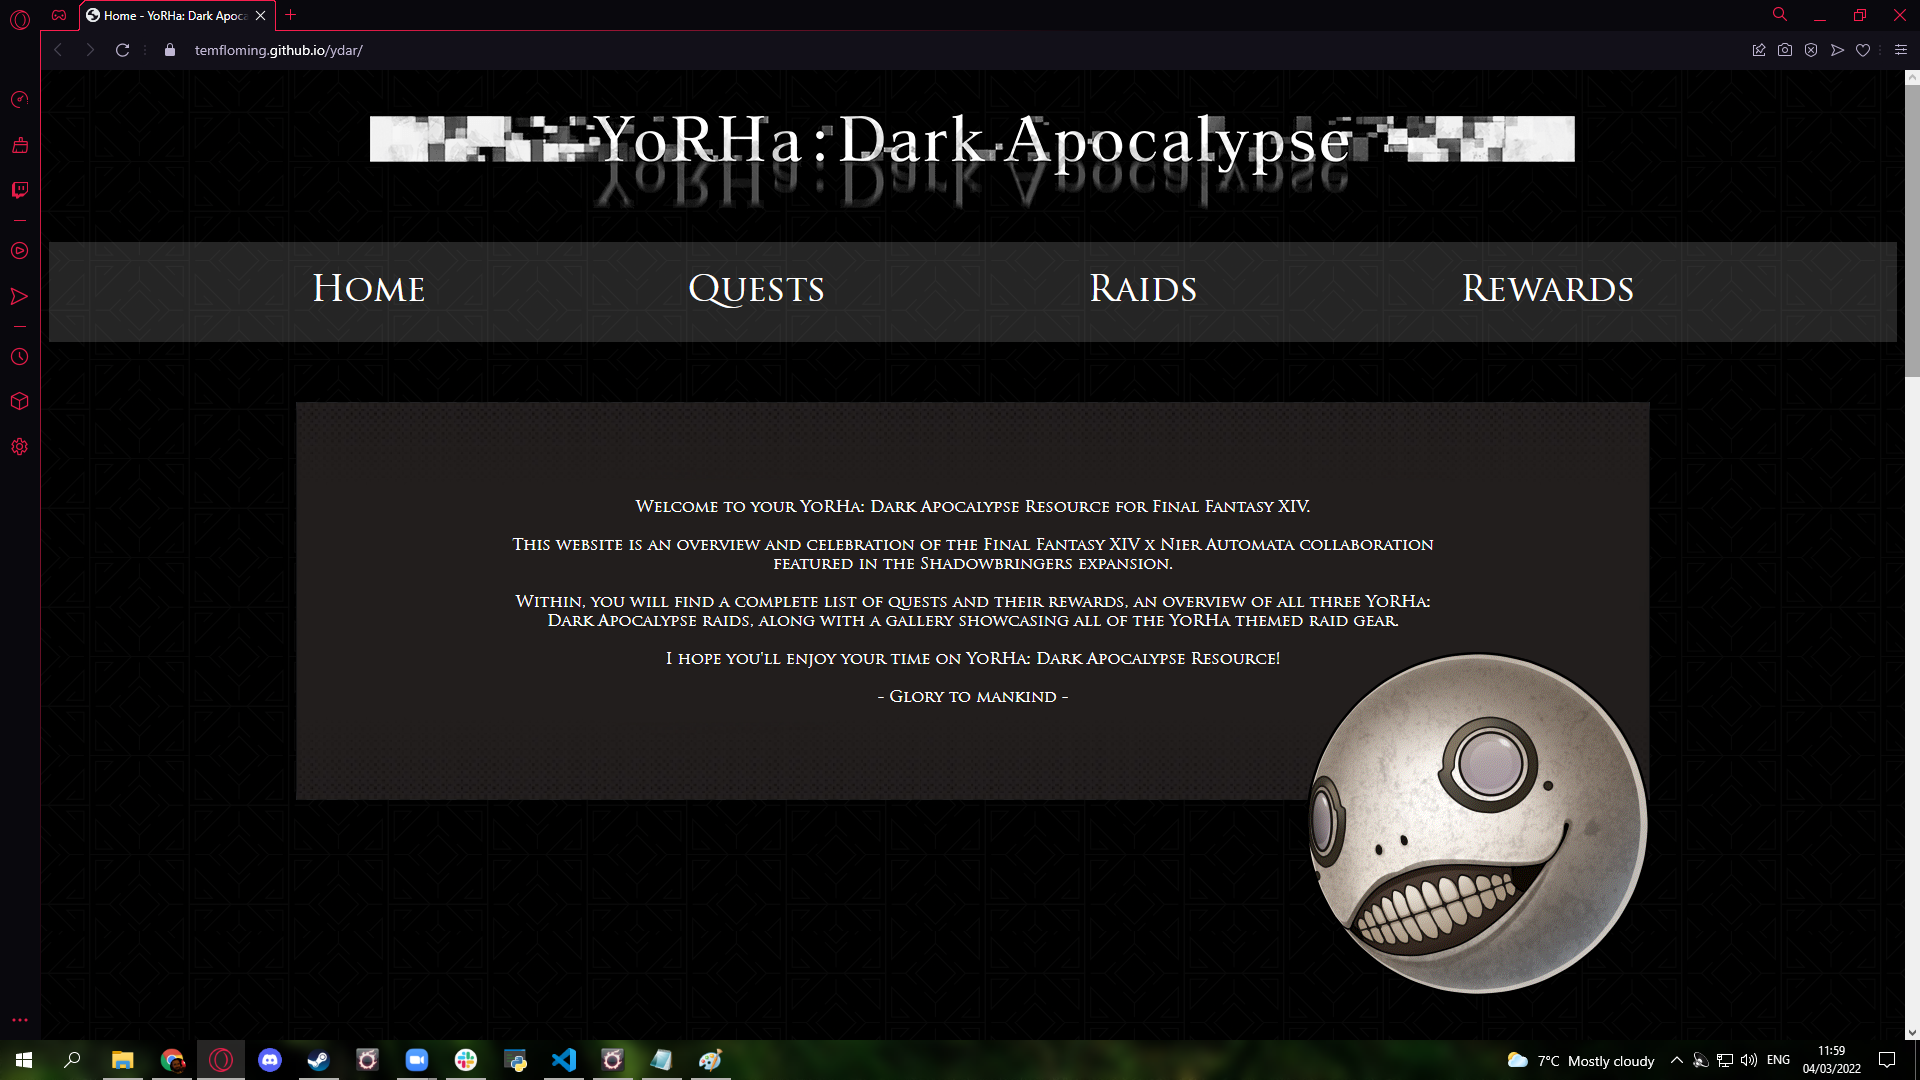 Home - YoRHa: Dark Apoca
temfloming.github.io/ydar/
YoRHa:Dark Apocalypse
Home
Quests
Raids
Rewards
Welcome to your YoRHa: Dark Apocalypse Resource for Final Fantasy XIV.
This website is an overview and celebration of the Final Fantasy XIV x Nier Automata collaboration
featured in the Shadowbringers expansion.
Within, you will find a complete list of quests and their rewards, an overview of all three YoRHa:
Dark Apocalypse raids, along with a gallery showcasing all of the YoRHa themed raid gear.
I hope you'll enjoy your time on YoRHa: Dark Apocalypse Resource!
- Glory to mankind -
7°C Mostly cloudy
ENG
11:59
04/03/2022